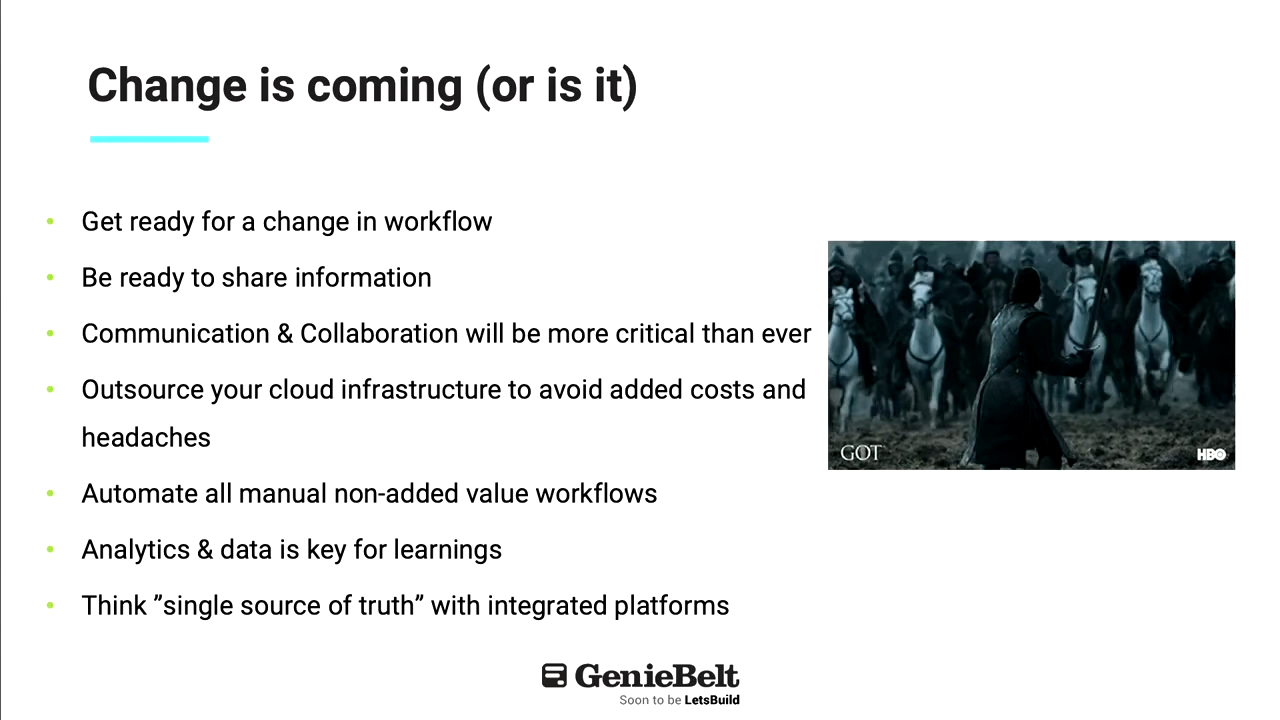 Change is coming (or is it)
• Get ready for a change in workflow
• Be ready to share information
• Communication & Collaboration will be more critical than ever
• Outsource your cloud infrastructure to avoid added costs and
headaches
• Automate all manual non-added value workflows
• Analytics & data is key for learnings
• Think ”single source of truth” with integrated platforms
GOT
HBO
GenieBelt
Soon to be LetsBuild